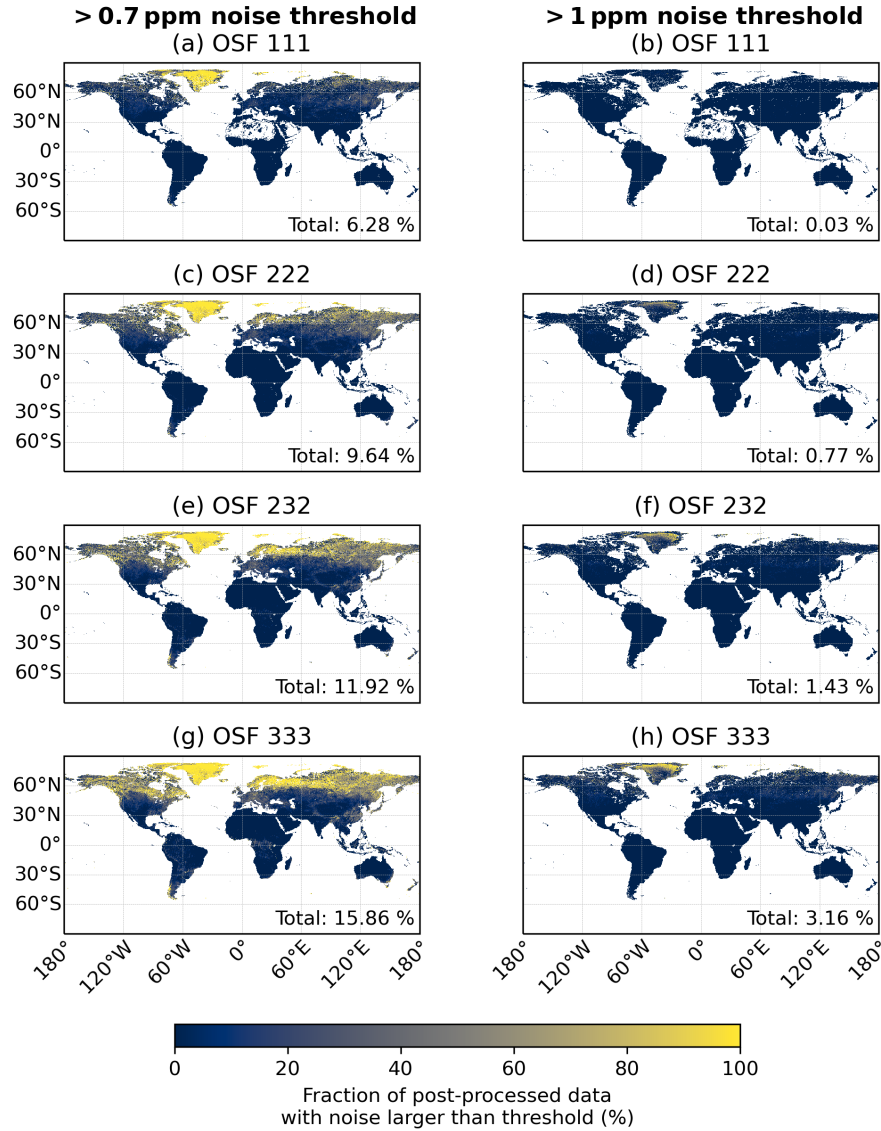 > 0.7 ppm noise threshold
> 1 ppm noise threshold
(a) OSF 111
(b) OSF 111
60°N
30°N
0°
30°S
60°S
Total: 6.28 %
Total: 0.03 %
(c) OSF 222
(d) OSF 222
60°N
30°N
0°
30°S
60°S
Total: 9.64 %
Total: 0.77 %
(e) OSF 232
(f) OSF 232
60°N
30°N
0°
30°S
60°S
Total: 11.92 %
Total: 1.43 %
(g) OSF 333
(h) OSF 333
60°N
30°N
0°
30°S
60°S
Total: 15.86 %
Total: 3.16 %
180° 120°W 60°W 0° 60°E 120°E 180°
180° 120°W 60°W 0° 60°E 120°E 180°
0 20 40 60 80 100
Fraction of post-processed data
with noise larger than threshold (%)